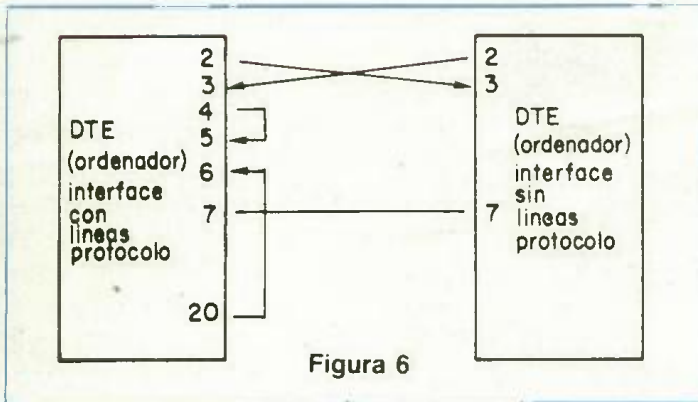 2
3
4
5
6
7
20
DTE
(ordenador)
interface
con
lineas
protocolo
2
3
7
DTE
(ordenador)
interface
sin
lineas
protocolo
Figura 6